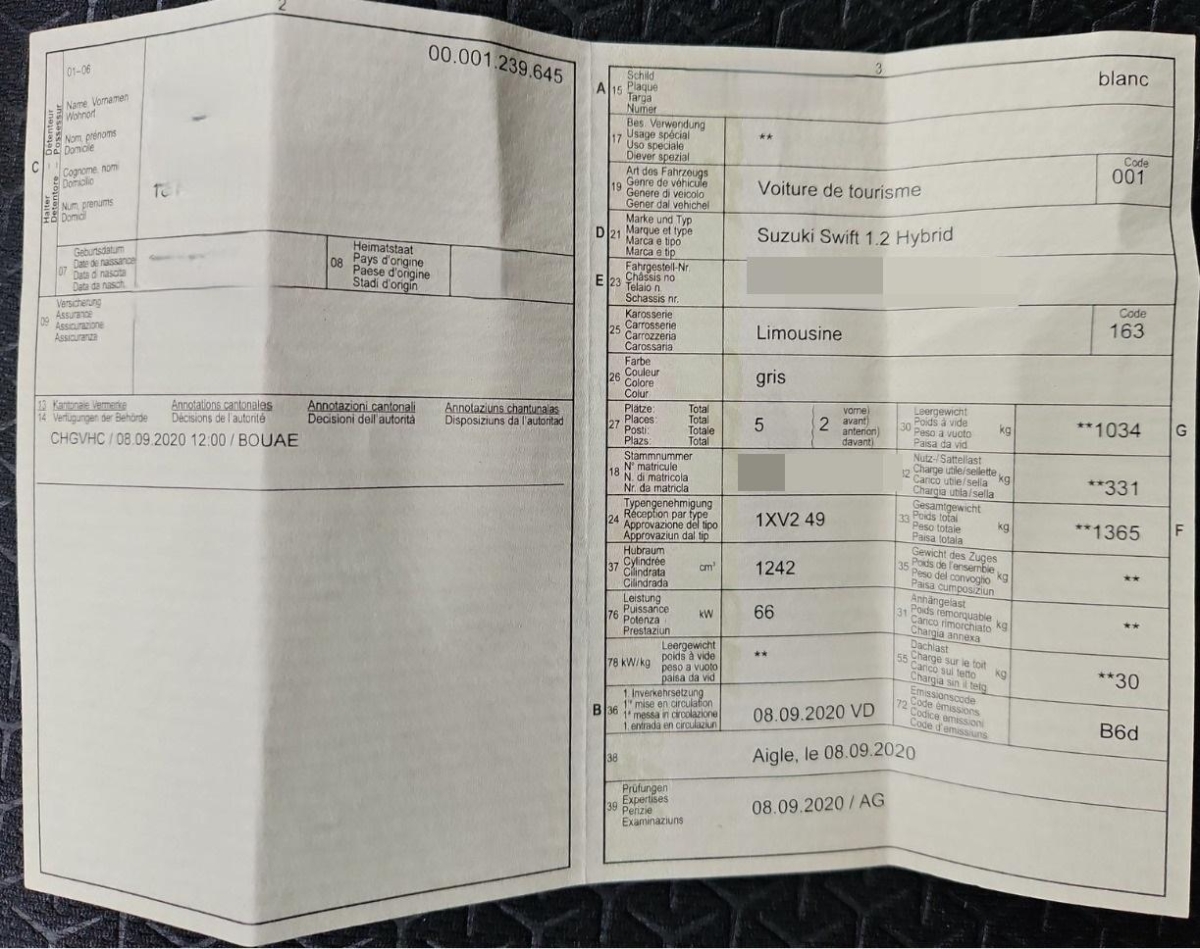 2
00.001.239.645
01-06
Name, Vornamen
Wohnort
Nom, prénoms
Domicile
Cognome, nomi
Domicilio
Num, prenums
Domicil
C
Halter - Détenteur
Detentore - Possessur
07
Geburtsdatum
Date de naissance
Data di nascita
Data da nasch.
08
Heimatstaat
Pays d'origine
Paese d'origine
Stadi d'origin
09
Versicherung
Assurance
Assicurazione
Assicuranza
13 Kantonale Vermerke Annotations cantonales Annotazioni cantonali Annotaziuns chantunalas
14 Verfügungen der Behörde Décisions de l'autorité Decisioni dell'autorità Disposiziuns da l'autoritad
CHGVHC / 08.09.2020 12:00 / BOUAE
3
A 15
Schild
Plaque
Targa
Numer
blanc
17
Bes. Verwendung
Usage spécial
Uso speciale
Diever spezial
**
19
Art des Fahrzeugs
Genre de véhicule
Genere di veicolo
Gener dal vehichel
Voiture de tourisme
Code
001
D 21
Marke und Typ
Marque et type
Marca e tipo
Marca e tip
Suzuki Swift 1.2 Hybrid
E 23
Fahrgestell-Nr.
Châssis no
Telaio n.
Schassis nr.
25
Karosserie
Carrosserie
Carrozzeria
Carossaria
Limousine
Code
163
26
Farbe
Couleur
Colore
Colur
gris
27
Plätze: Total
Places: Total
Posti: Totale
Plazs: Total
5
2
vorne)
avant)
anteriori)
davant)
30
Leergewicht
Poids à vide
Peso a vuoto
Paisa da vid
kg
**1034
G
18
Stammnummer
N° matricule
N. di matricola
Nr. da matricla
32
Nutz-/Sattellast
Charge utile/sellette
Carico utile/sella
Chargia utila/sella
kg
**331
24
Typengenehmigung
Réception par type
Approvazione del tipo
Approvaziun dal tip
1XV2 49
33
Gesamtgewicht
Poids total
Peso totale
Paisa totala
kg
**1365
F
37
Hubraum
Cylindrée
Cilindrata
Cilindrada
cm³
1242
35
Gewicht des Zuges
Poids de l'ensemble
Peso del convoglio
Paisa cumposiziun
kg
**
76
Leistung
Puissance
Potenza
Prestaziun
kW
66
31
Anhängelast
Poids remorquable
Carico rimorchiato
Chargia annexa
kg
**
78 kW/kg
Leergewicht
poids à vide
peso a vuoto
paisa da vid
**
55
Dachlast
Charge sur le toit
Carico sul tetto
Chargia sin il tetg
kg
**30
B 36
1. Inverkehrsetzung
1re mise en circulation
1a messa in circolazione
1. entrada en circulaziun
08.09.2020 VD
72
Emissionscode
Code émissions
Codice emissioni
Code d'emissiuns
B6d
38
Aigle, le 08.09.2020
39
Prüfungen
Expertises
Perizie
Examinaziuns
08.09.2020 / AG